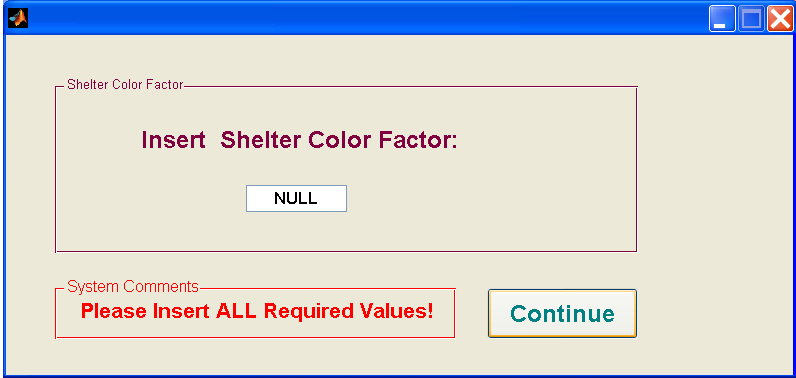 Shelter Color Factor
Insert Shelter Color Factor:
NULL
System Comments
Please Insert ALL Required Values!
Continue